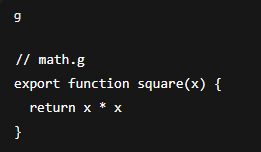 g
// math.g
export function square(x) {
  return x * x
}